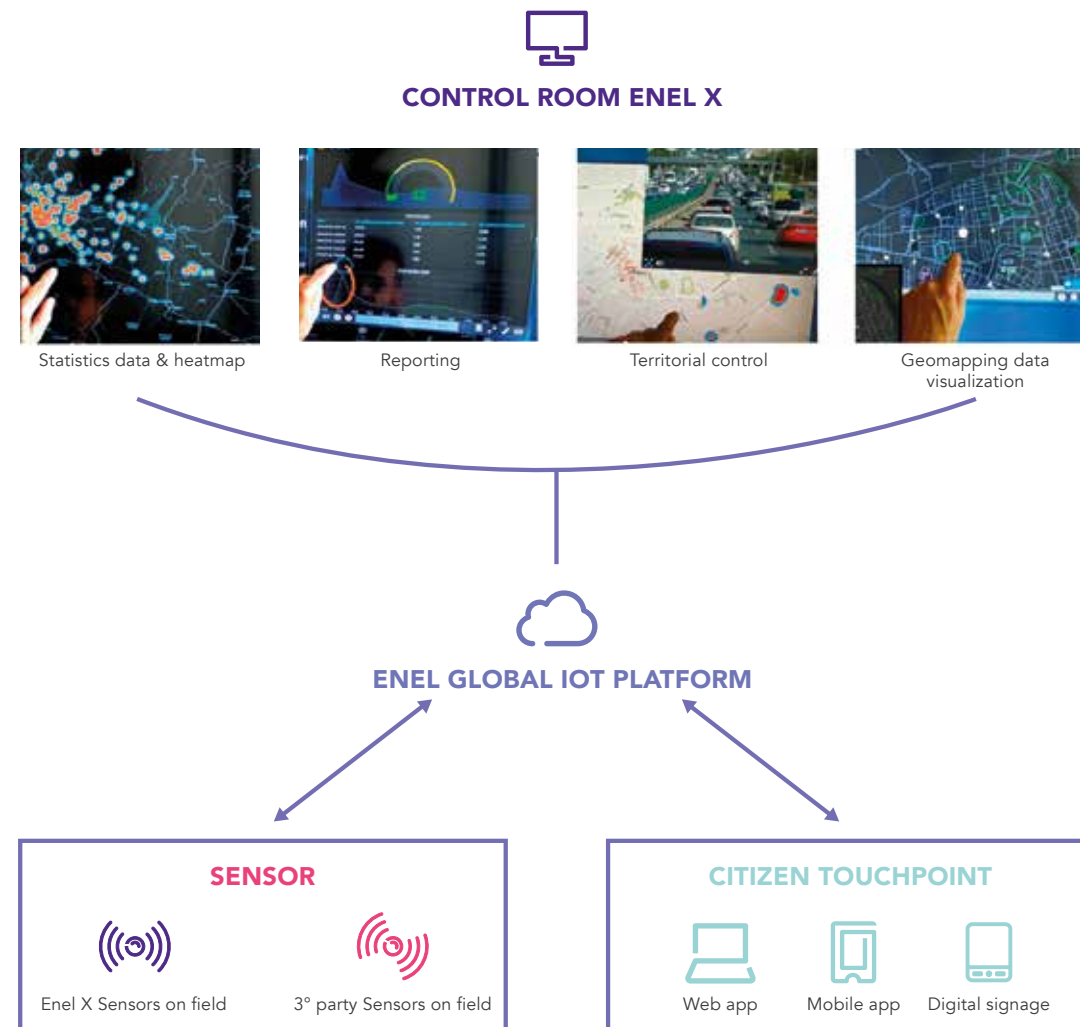 CONTROL ROOM ENEL X
Statistics data & heatmap
Reporting
Territorial control
Geomapping data
visualization
ENEL GLOBAL IOT PLATFORM
SENSOR
Enel X Sensors on field
3° party Sensors on field
CITIZEN TOUCHPOINT
Web app
Mobile app
Digital signage